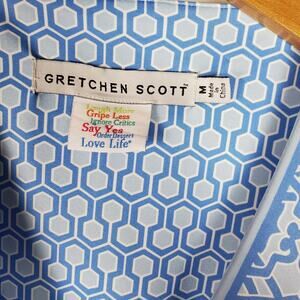 GRETCHEN SCOTT
M
Made in
China
Laugh More
Gripe Less
Ignore Critics
Say Yes
Order Dessert
Love Life®